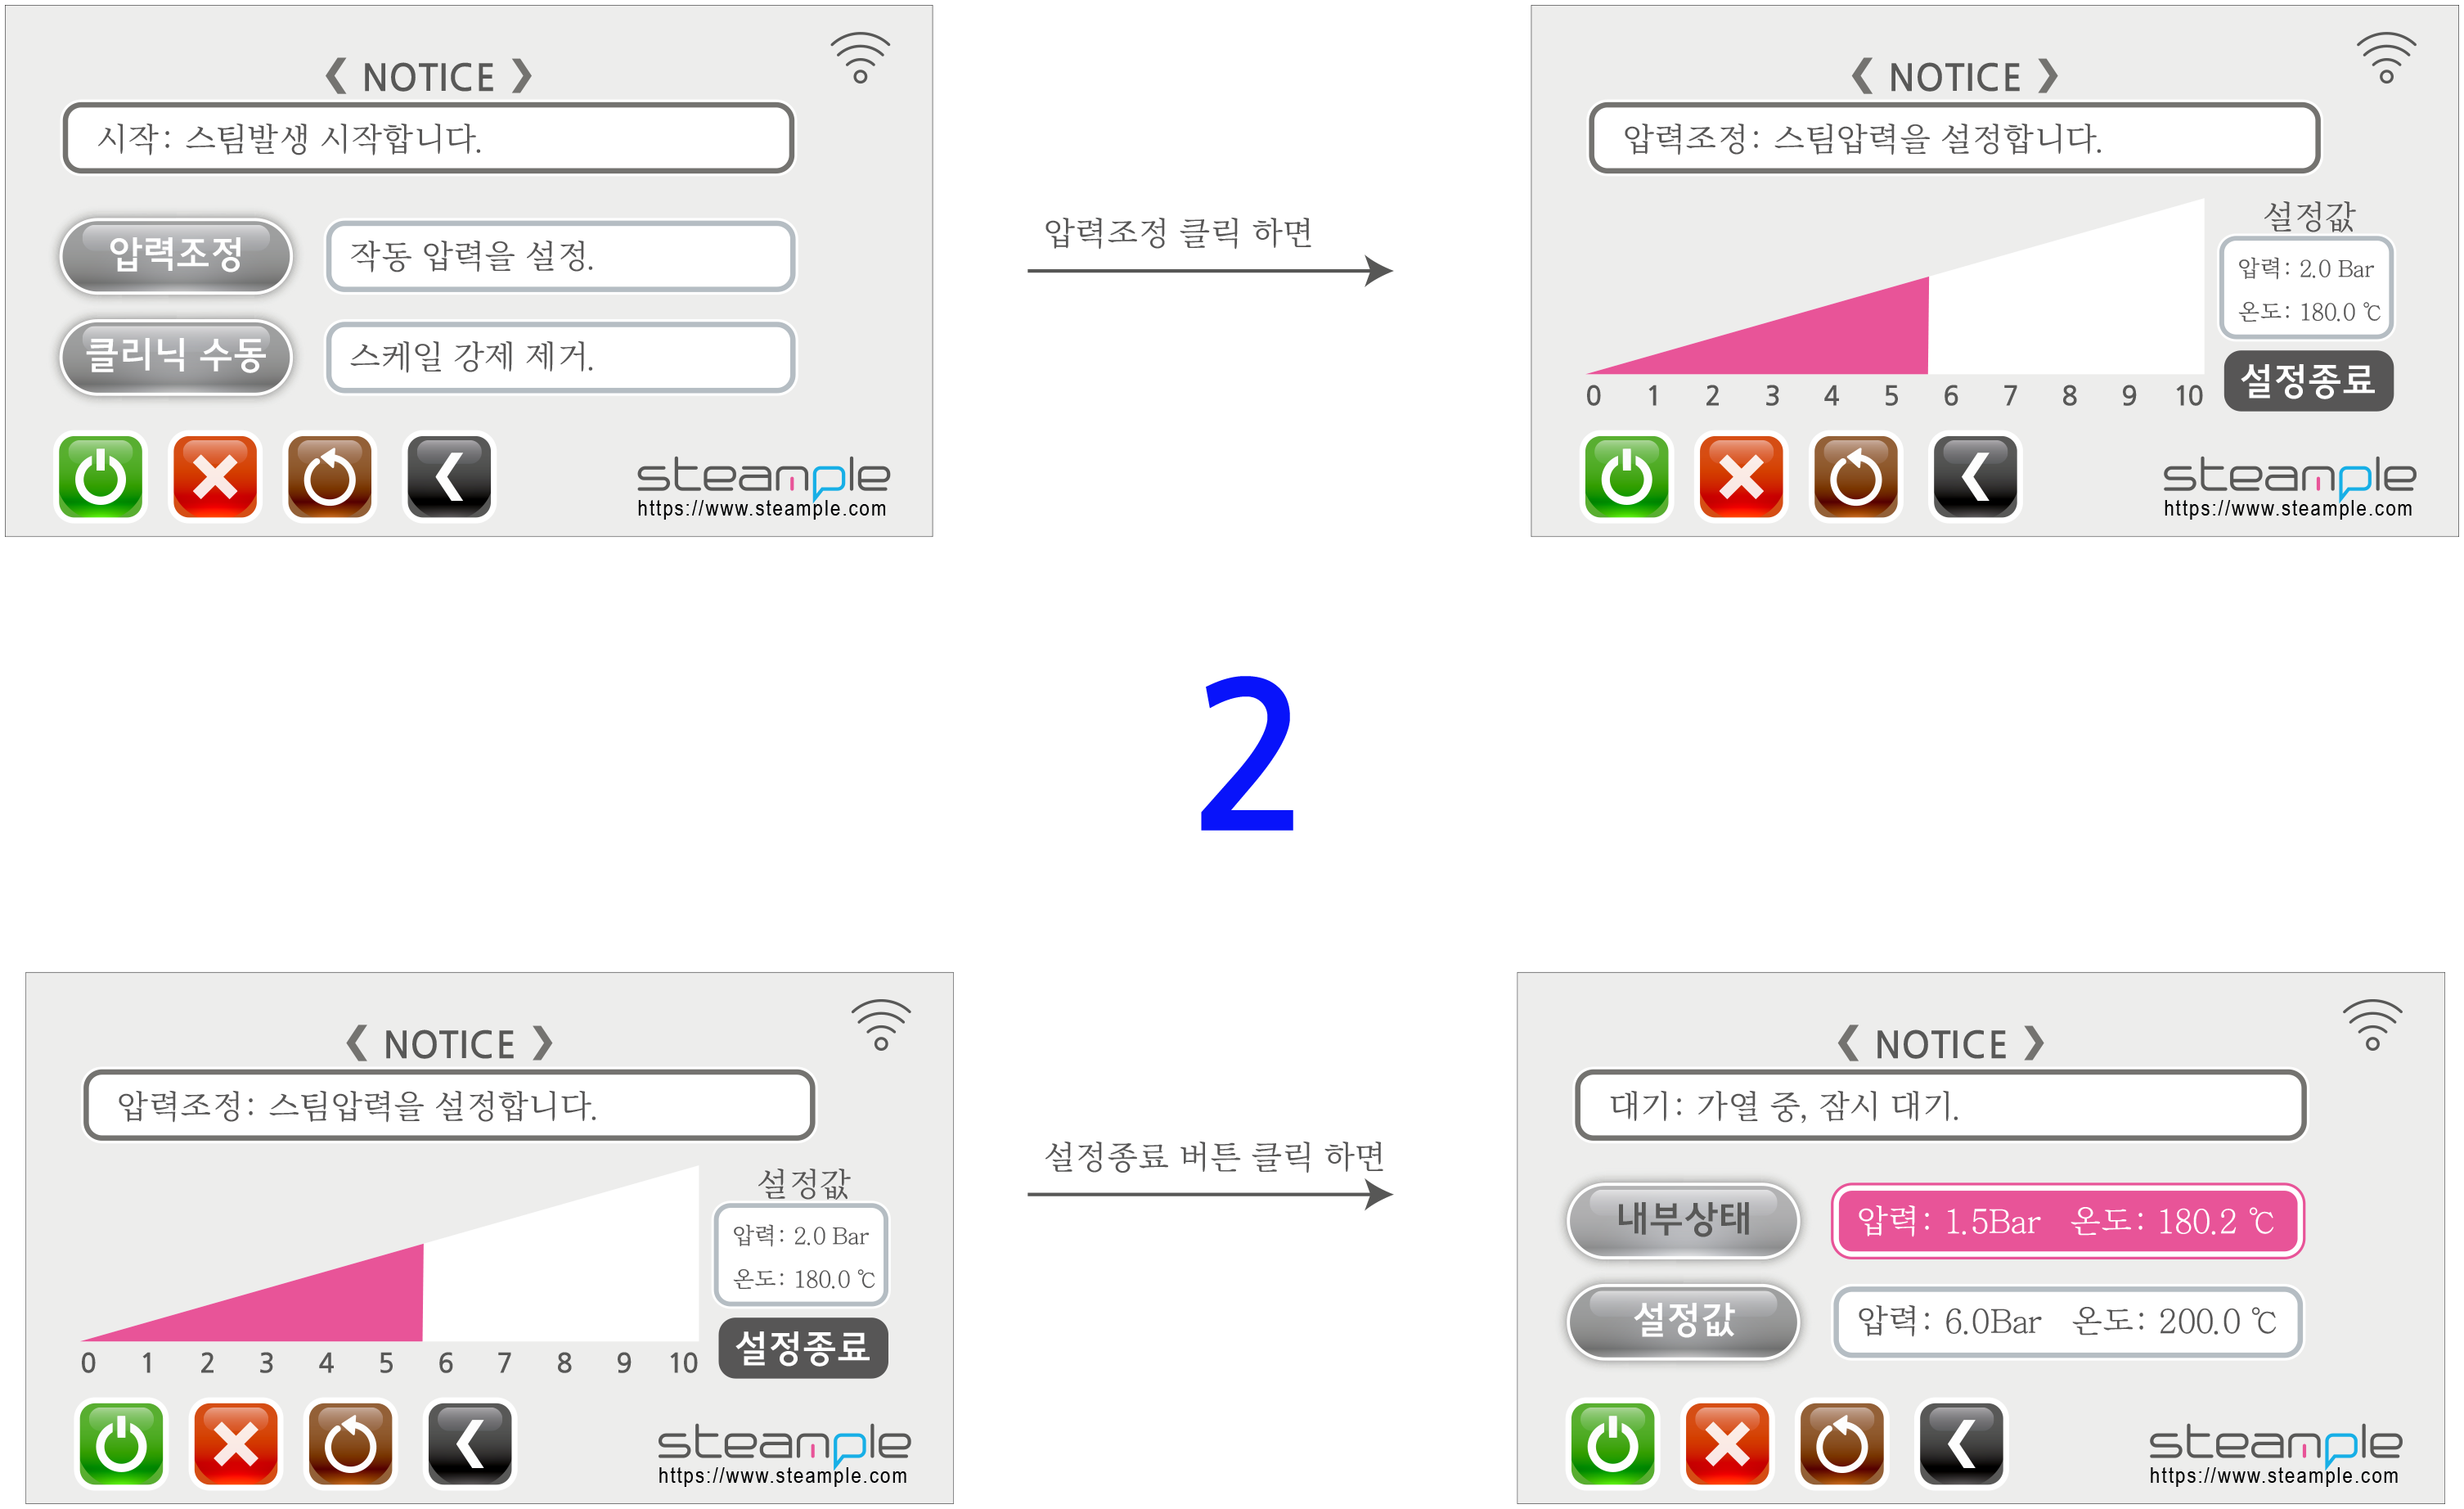 ❮ NOTICE ❯
시작: 스팀발생 시작합니다.
압력조정
작동 압력을 설정.
클리닉 수동
스케일 강제 제거.
steample
https://www.steample.com
압력조정 클릭 하면
❮ NOTICE ❯
압력조정: 스팀압력을 설정합니다.
설정값
압력: 2.0 Bar
온도: 180.0 ℃
설정종료
0 1 2 3 4 5 6 7 8 9 10
steample
https://www.steample.com
2
❮ NOTICE ❯
압력조정: 스팀압력을 설정합니다.
설정값
압력: 2.0 Bar
온도: 180.0 ℃
설정종료
0 1 2 3 4 5 6 7 8 9 10
steample
https://www.steample.com
설정종료 버튼 클릭 하면
❮ NOTICE ❯
대기: 가열 중, 잠시 대기.
내부상태
압력: 1.5Bar 온도: 180.2 ℃
설정값
압력: 6.0Bar 온도: 200.0 ℃
steample
https://www.steample.com